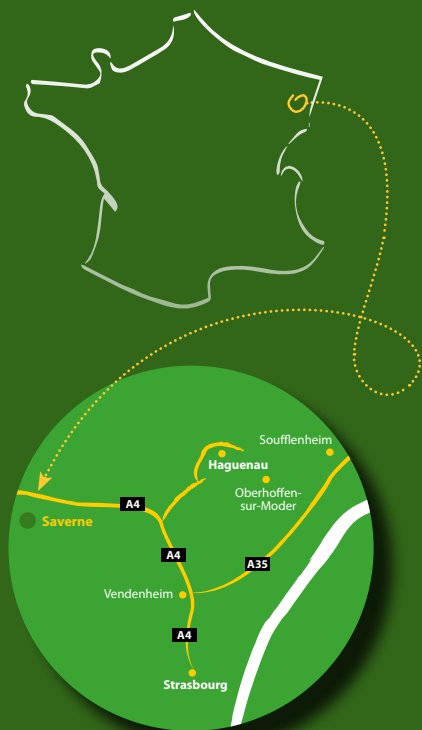 Soufflenheim
Haguenau
Oberhoffen-
sur-Moder
A4
Saverne
A4
A35
Vendenheim
A4
Strasbourg